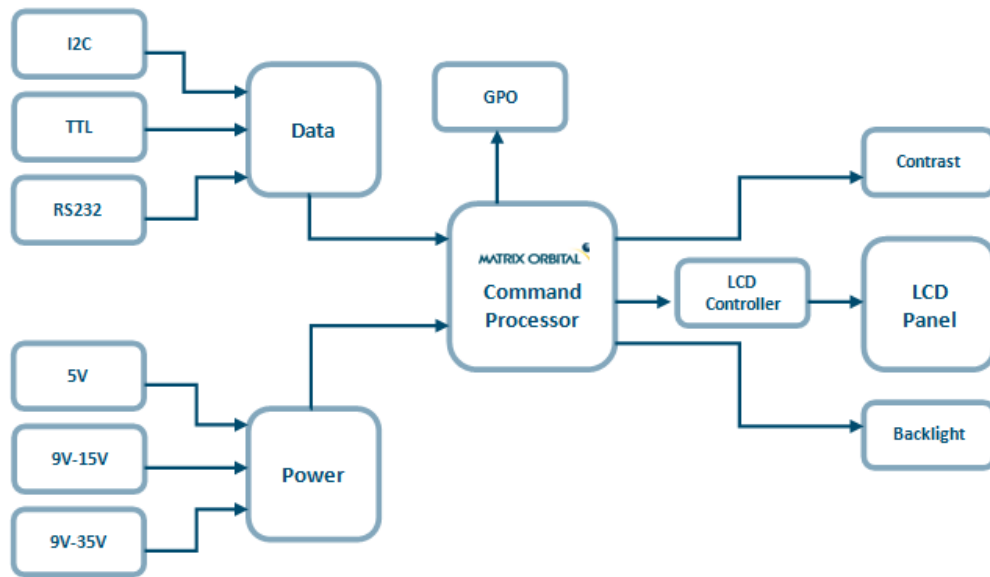 I2C
TTL
RS232
Data
GPO
MATRIX ORBITAL
Command
Processor
Contrast
LCD
Controller
LCD
Panel
Backlight
5V
9V-15V
9V-35V
Power